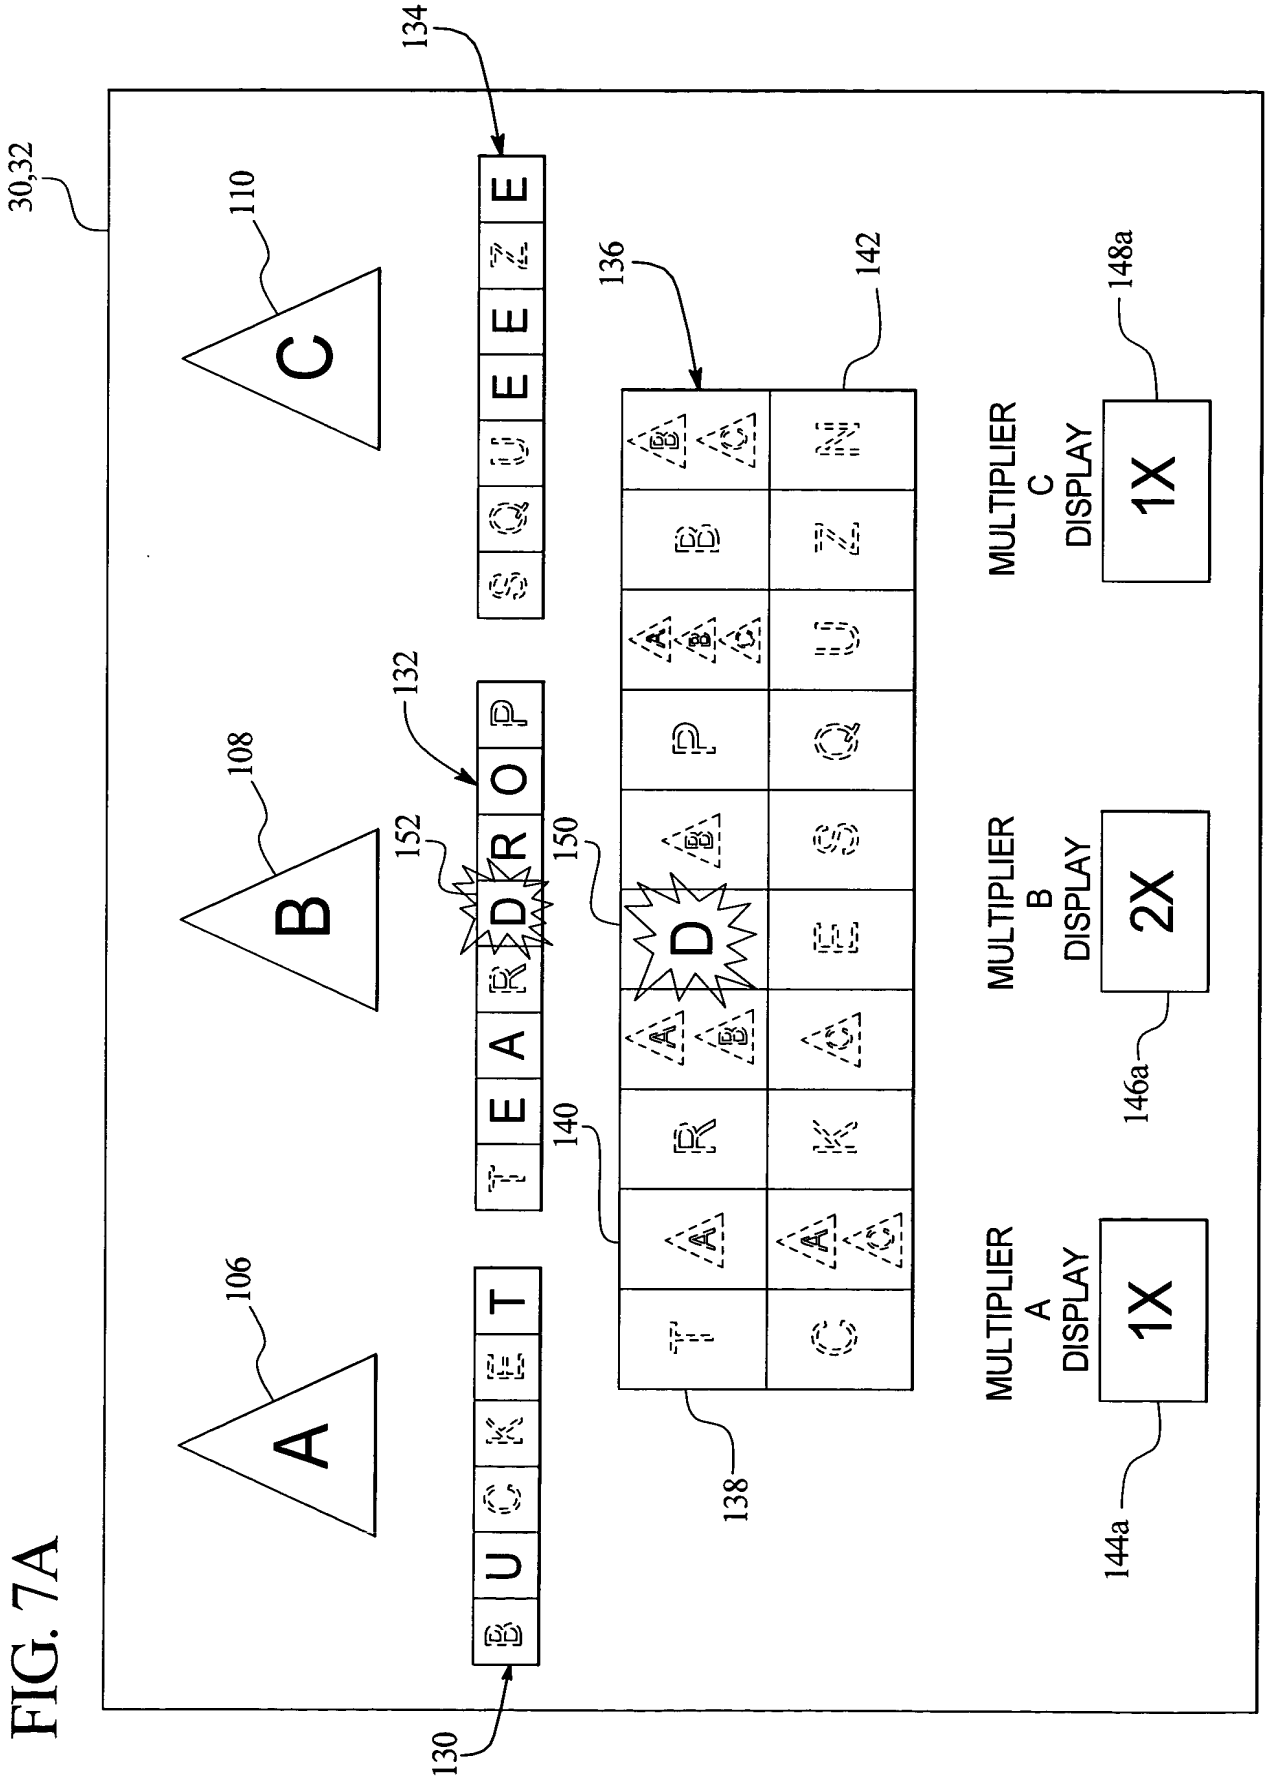 FIG. 7A
30,32
106
108
110
A
B
C
130
132
134
152
B U C K E T
T E A R D R O P
S Q U E E Z E
140
150
136
138
142
T A R A B D B P A B C B B C
C A C K C E S Q U Z N
MULTIPLIER A DISPLAY
MULTIPLIER B DISPLAY
MULTIPLIER C DISPLAY
1X
2X
1X
144a
146a
148a